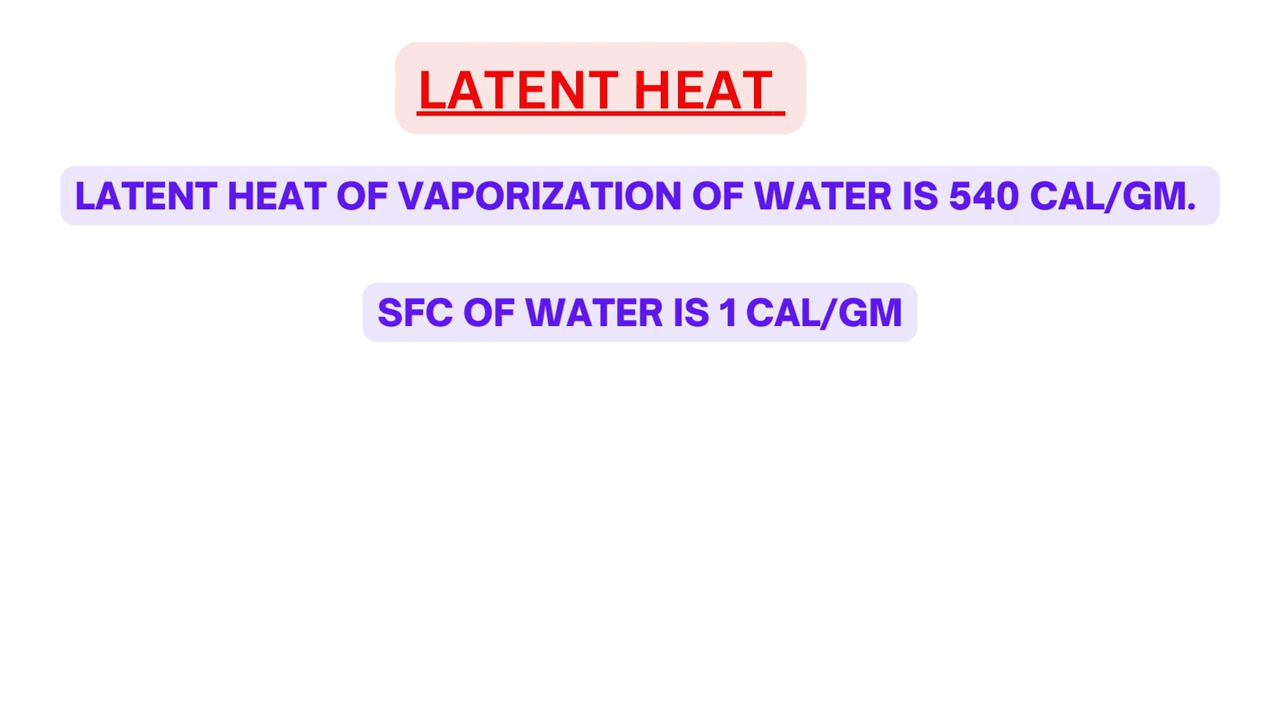 LATENT HEAT
LATENT HEAT OF VAPORIZATION OF WATER IS 540 CAL/GM.
SFC OF WATER IS 1 CAL/GM